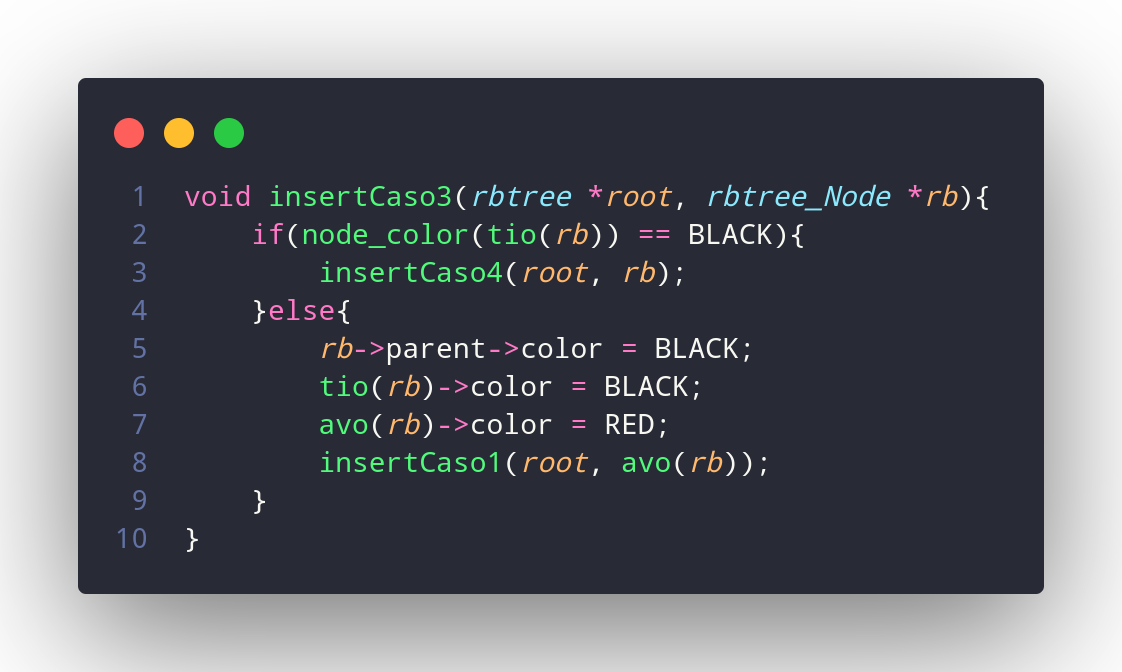 1 void insertCaso3(rbtree *root, rbtree_Node *rb){
2     if(node_color(tio(rb)) == BLACK){
3         insertCaso4(root, rb);
4     }else{
5         rb->parent->color = BLACK;
6         tio(rb)->color = BLACK;
7         avo(rb)->color = RED;
8         insertCaso1(root, avo(rb));
9     }
10 }